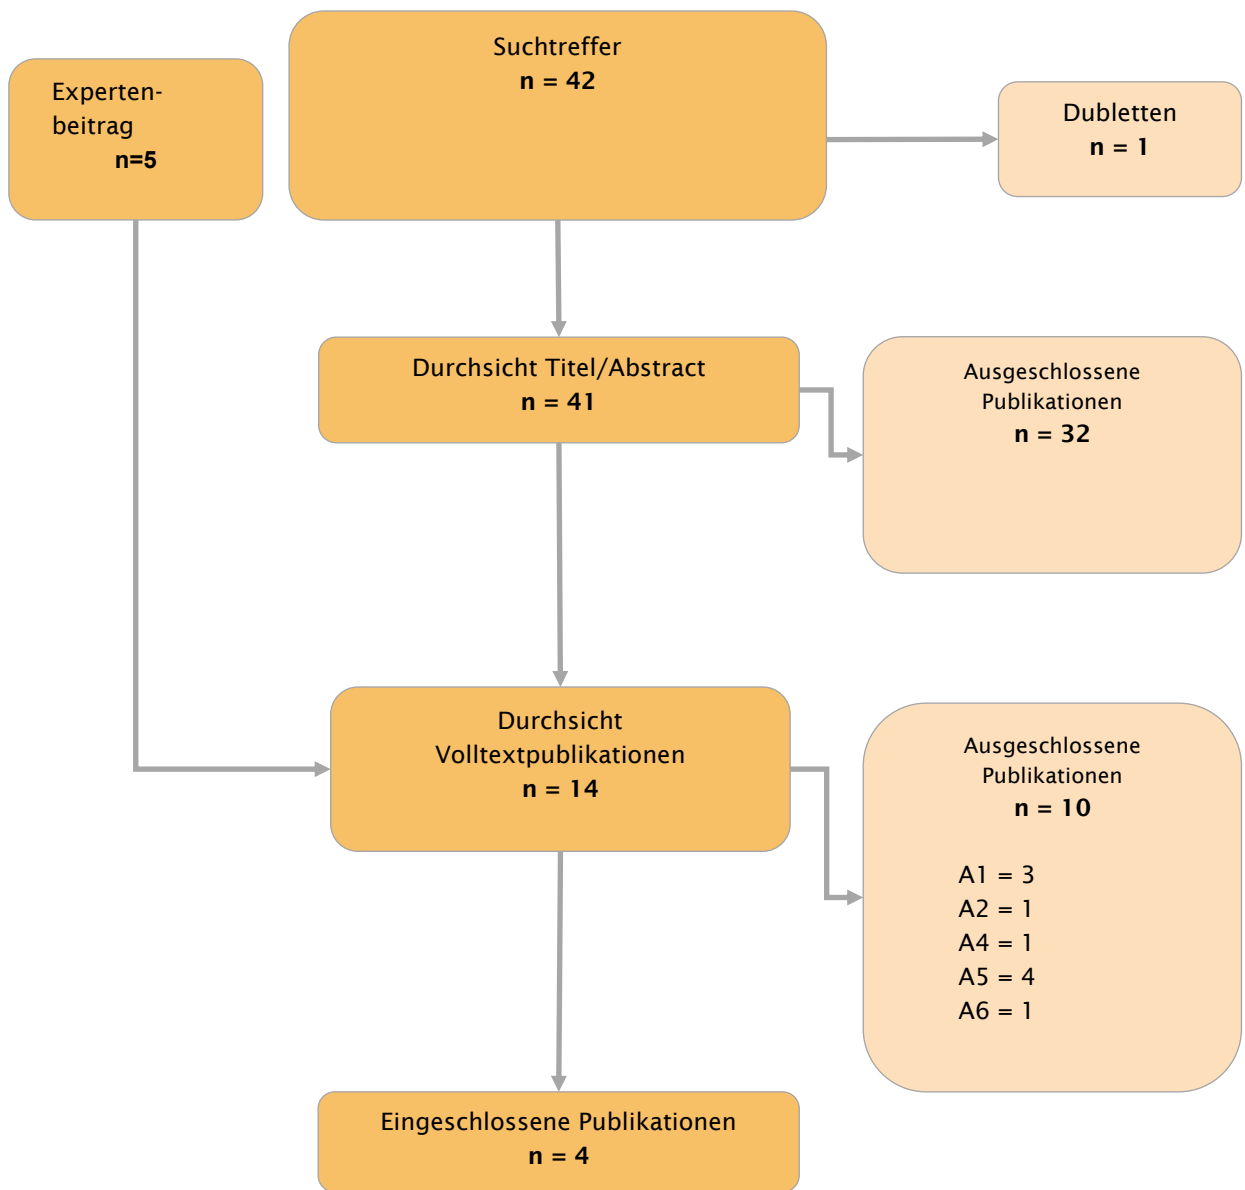 Suchtreffer
n = 42
Experten-
beitrag
n=5
Dubletten
n = 1
Durchsicht Titel/Abstract
n = 41
Ausgeschlossene
Publikationen
n = 32
Durchsicht
Volltextpublikationen
n = 14
Ausgeschlossene
Publikationen
n = 10
A1 = 3
A2 = 1
A4 = 1
A5 = 4
A6 = 1
Eingeschlossene Publikationen
n = 4